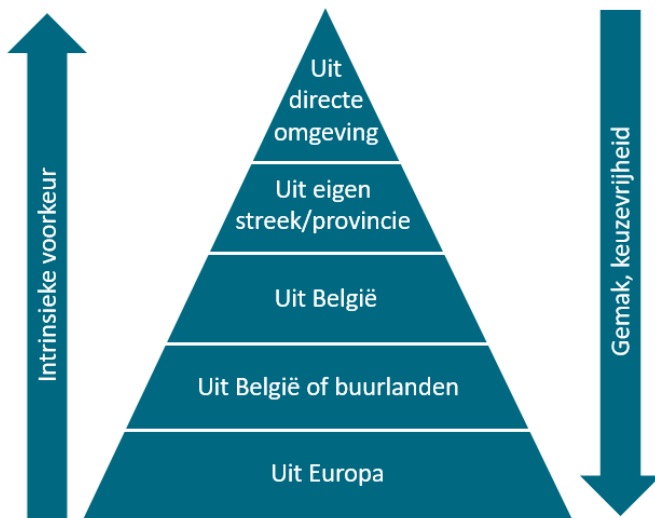 Intrinsieke voorkeur
Uit
directe
omgeving
Uit eigen
streek/provincie
Uit België
Uit België of buurlanden
Uit Europa
Gemak, keuzevrijheid